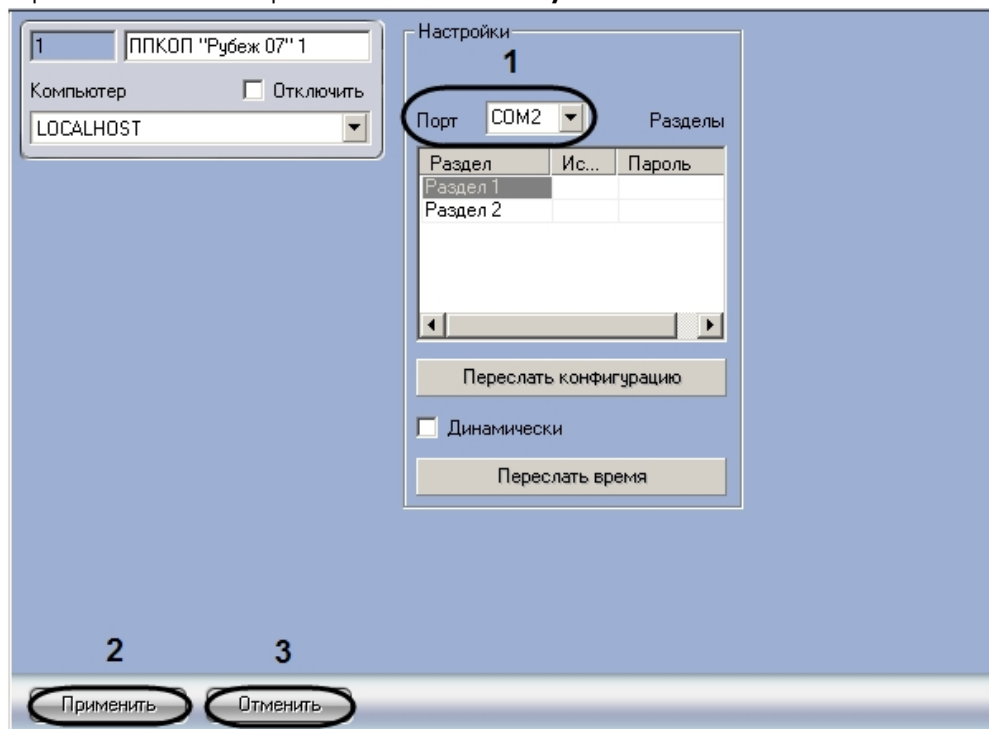 1 ППКОП "Рубеж 07" 1
Компьютер Отключить
LOCALHOST
Настройки
1
Порт COM2 Разделы
Раздел Ис... Пароль
Раздел 1
Раздел 2
Переслать конфигурацию
Динамически
Переслать время
2 3
Применить Отменить